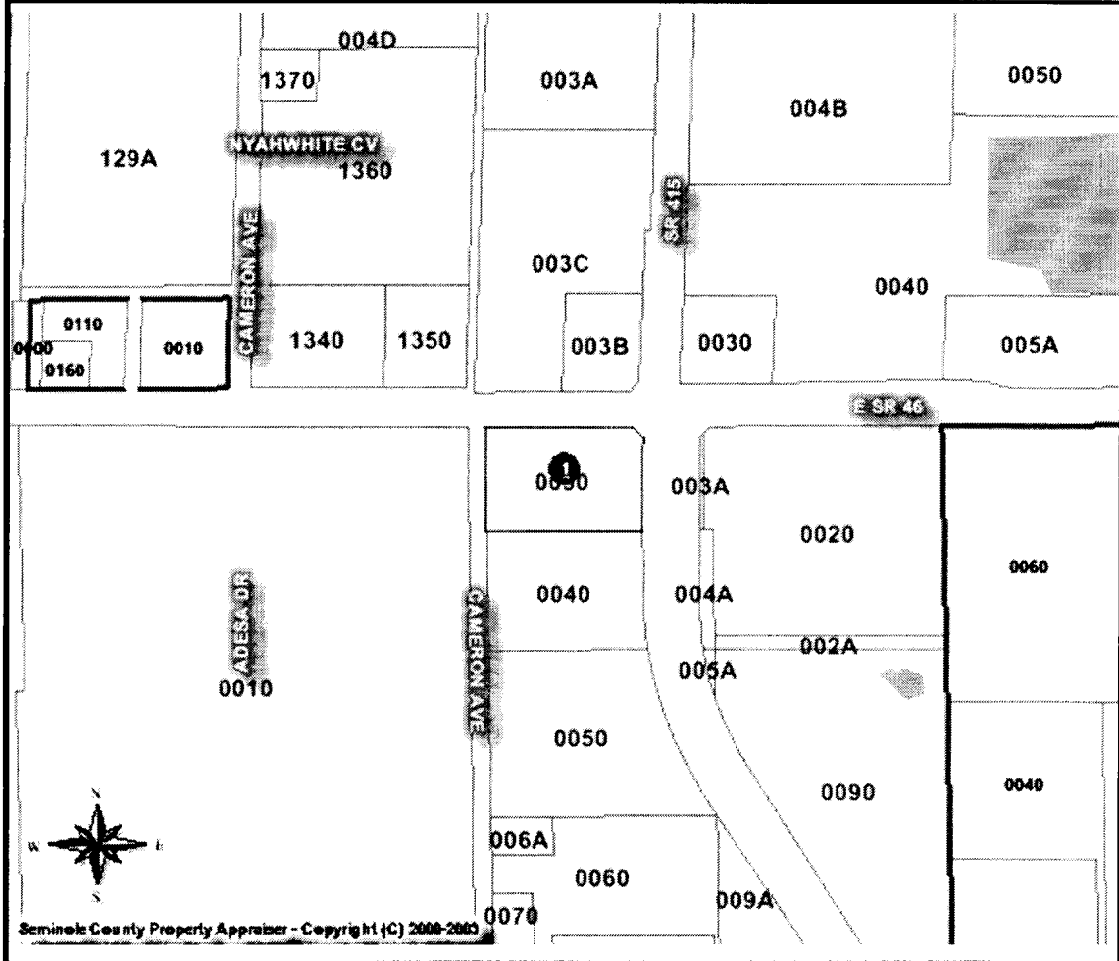 004D
1370
003A
0050
004B
129A
NYAHWHITE CV
1360
SR 415
CAMERON AVE
003C
0040
0110
0010
1340
1350
003B
0030
005A
0160
E SR 46
1
003A
0020
0060
ADESA DR
0040
CAMERON AVE
004A
002A
005A
0010
0050
0090
0040
N
W
S
006A
0060
0070
009A
Seminole County Property Appraiser - Copyright (C) 2000-2003